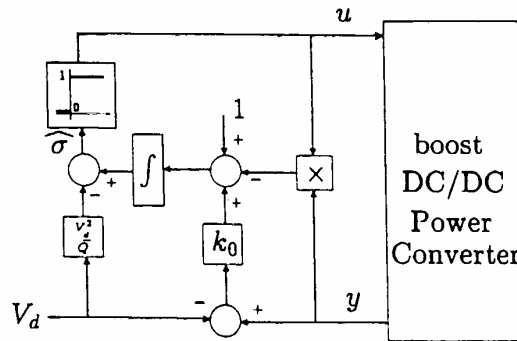 u
1
0
σ̂
1
+
+
−
∫
+
−
×
boost
DC/DC
Power
Converter
−
V_d^2
Q
k_0
V_d
−
+
y